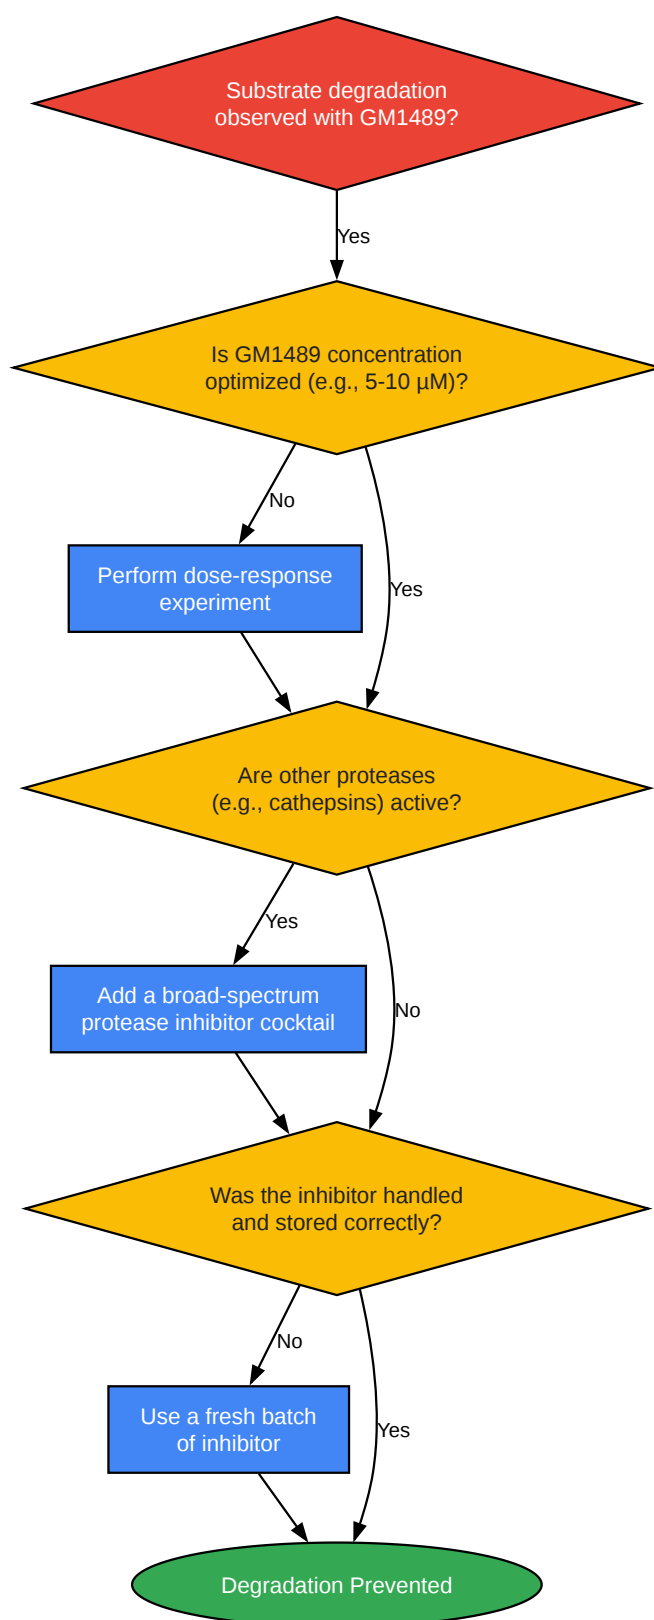 Substrate degradation
observed with GM1489?
Yes
Is GM1489 concentration
optimized (e.g., 5-10 µM)?
No
Perform dose-response
experiment
Yes
Are other proteases
(e.g., cathepsins) active?
Yes
Add a broad-spectrum
protease inhibitor cocktail
No
Was the inhibitor handled
and stored correctly?
No
Use a fresh batch
of inhibitor
Yes
Degradation Prevented